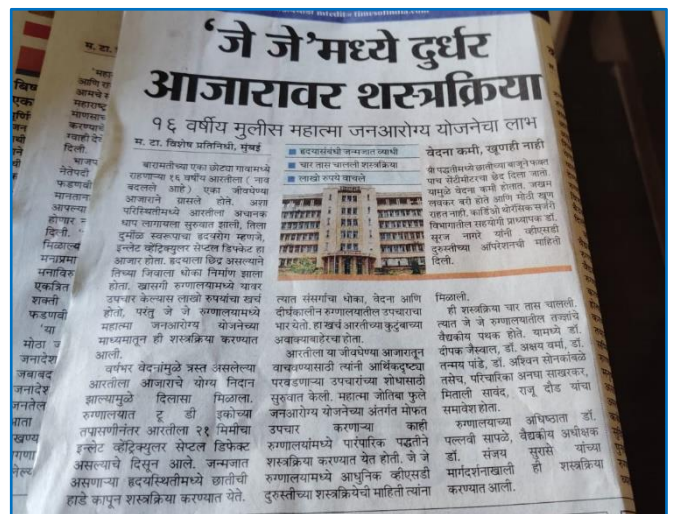 'जे जे'मध्ये दुर्धर
आजारावर शस्त्रक्रिया
१६ वर्षीय मुलीस महात्मा जनआरोग्य योजनेचा लाभ
म. टा. विशेष प्रतिनिधी, मुंबई
बारामतीच्या एका छोट्या गावांमध्ये
राहणाऱ्या १६ वर्षीय आरतीला ( नाव
बदलले आहे) एका जीवघेण्या
आजाराने ग्रासले होते. अशा
परिस्थितीमध्ये आरतीला अचानक
धाप लागायला सुरुवात झाली, तिला
दुर्मीळ स्वरूपाचा हृदयरोग म्हणजे,
इन्लेट व्हेंट्रिक्युलर सेप्टल डिफेक्ट हा
आजार होता. हृदयाला छिद्र असल्याने
तिच्या जिवाला धोका निर्माण झाला
होता. खासगी रुग्णालयामध्ये यावर
उपचार केल्यास लाखो रुपयांचा खर्च
होतो, परंतु जे जे रुग्णालयामध्ये
महात्मा जनआरोग्य योजनेच्या
माध्यमातून ही शस्त्रक्रिया करण्यात
आली.
वर्षभर वेदनांमुळे त्रस्त असलेल्या
आरतीला आजाराचे योग्य निदान
झाल्यामुळे दिलासा मिळाला.
रुग्णालयात टू डी इकोच्या
तपासणीनंतर आरतीला २१ मिमीचा
इन्लेट व्हेंट्रिक्युलर सेप्टल डिफेक्ट
असल्याचे दिसून आले. जन्मजात
असणाऱ्या हृदयस्थितीमध्ये छातीची
हाडे कापून शस्त्रक्रिया करण्यात येते.
■ हृदयासंबंधी जन्मजात व्याधी
■ चार तास चालली शस्त्रक्रिया
■ लाखो रुपये वाचले
त्यात संसर्गाचा धोका, वेदना आणि
दीर्घकालीन रुग्णालयातील उपचाराचा
भार येतो. हा खर्च आरतीच्या कुटुंबाच्या
अवाक्याबाहेरचा होता.
आरतीला या जीवघेण्या आजारातून
वाचवण्यासाठी त्यांनी आर्थिकदृष्ट्या
परवडणाऱ्या उपचारांच्या शोधासाठी
सुरुवात केली. महात्मा जोतिबा फुले
जनआरोग्य योजनेच्या अंतर्गत मोफत
उपचार करणाऱ्या काही
रुग्णालयांमध्ये पारंपारिक पद्धतीने
शस्त्रक्रिया करण्यात येत होती. जे जे
रुग्णालयामध्ये आधुनिक व्हीएसडी
दुरुस्तीच्या शस्त्रक्रियेची माहिती त्यांना
वेदना कमी, खूणही नाही
पद्धतीमध्ये छातीच्या बाजूने फक्त
पाच सेंटीमीटरचा छेद दिला जातो.
यामुळे वेदना कमी होतात. जखम
लवकर बरी होते आणि मोठी खूण
राहत नाही. कार्डिओ थोरॅसिक सर्जरी
विभागातील सहयोगी प्राध्यापक डॉ.
सूरज नागरे यांनी व्हीएसडी
दुरुस्तीच्या ऑपरेशनची माहिती
दिली.
मिळाली.
ही शस्त्रक्रिया चार तास चालली.
त्यात जे जे रुग्णालयातील तज्ज्ञांचे
वैद्यकीय पथक होते. यामध्ये डॉ.
दीपक जैस्वाल, डॉ. अक्षय वर्मा, डॉ.
तन्मय पांडे, डॉ. अश्विन सोनकांबळे
तसेच, परिचारिका अनघा साखरकर,
मिताली सावंत, राजू दौड यांचा
समावेश होता.
रुग्णालयाच्या अधिष्ठाता डॉ.
पल्लवी सापळे, वैद्यकीय अधीक्षक
डॉ. संजय सुरासे यांच्या
मार्गदर्शनाखाली ही शस्त्रक्रिया
करण्यात आली.